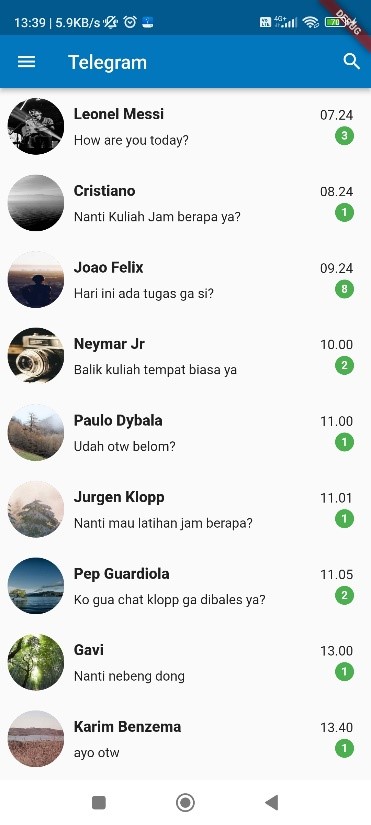 13:39 | 5.9KB/s
4G+
70
DEBUG
Telegram
Leonel Messi 07.24
How are you today? 3
Cristiano 08.24
Nanti Kuliah Jam berapa ya? 1
Joao Felix 09.24
Hari ini ada tugas ga si? 8
Neymar Jr 10.00
Balik kuliah tempat biasa ya 2
Paulo Dybala 11.00
Udah otw belom? 1
Jurgen Klopp 11.01
Nanti mau latihan jam berapa? 1
Pep Guardiola 11.05
Ko gua chat klopp ga dibales ya? 2
Gavi 13.00
Nanti nebeng dong 1
Karim Benzema 13.40
ayo otw 1